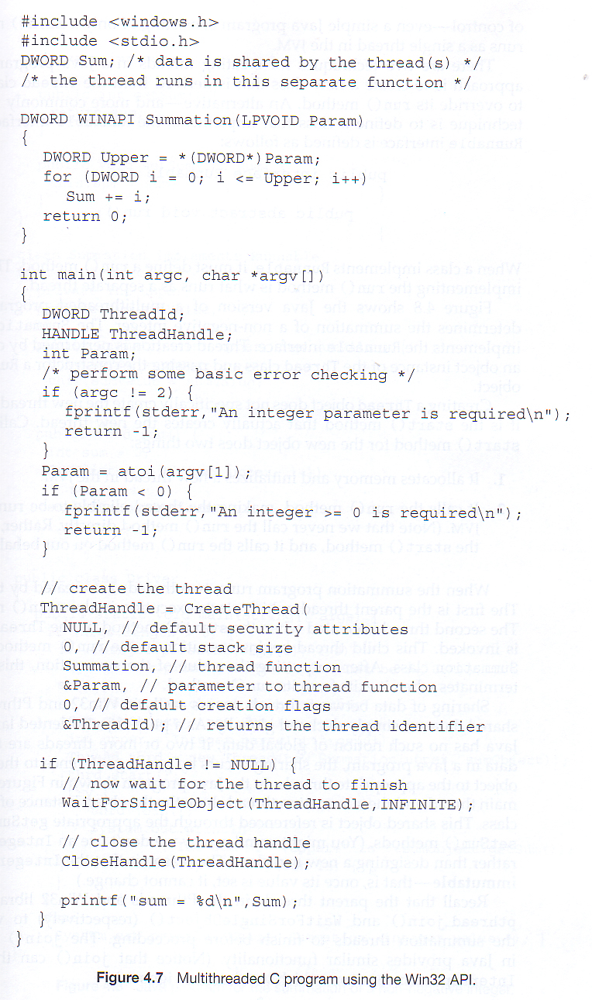 #include <windows.h>
#include <stdio.h>
DWORD Sum; /* data is shared by the thread(s) */
/* the thread runs in this separate function */
DWORD WINAPI Summation(LPVOID Param)
{
DWORD Upper = *(DWORD*)Param;
for (DWORD i = 0; i <= Upper; i++)
Sum += i;
return 0;
}
int main(int argc, char *argv[])
{
DWORD ThreadId;
HANDLE ThreadHandle;
int Param;
/* perform some basic error checking */
if (argc != 2) {
fprintf(stderr,"An integer parameter is required\n");
return -1;
}
Param = atoi(argv[1]);
if (Param < 0) {
fprintf(stderr,"An integer >= 0 is required\n");
return -1;
}
// create the thread
ThreadHandle = CreateThread(
NULL, // default security attributes
0, // default stack size
Summation, // thread function
&Param, // parameter to thread function
0, // default creation flags
&ThreadId); // returns the thread identifier
if (ThreadHandle != NULL) {
// now wait for the thread to finish
WaitForSingleObject(ThreadHandle,INFINITE);
// close the thread handle
CloseHandle(ThreadHandle);
printf("sum = %d\n",Sum);
}
}
Figure 4.7 Multithreaded C program using the Win32 API.